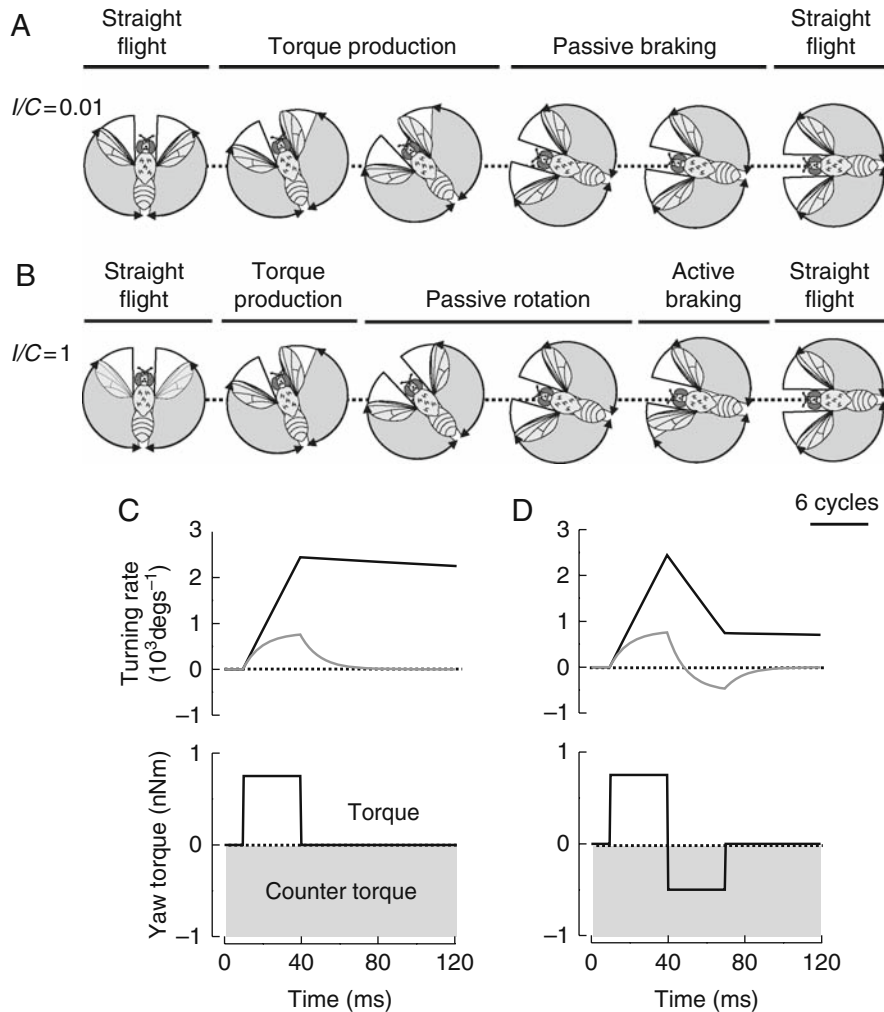 A
Straight flight
Torque production
Passive braking
Straight flight
I/C=0.01
B
Straight flight
Torque production
Passive rotation
Active braking
Straight flight
I/C=1
C
D
6 cycles
Turning rate
(10³degs⁻¹)
3
2
1
0
−1
3
2
1
0
−1
Yaw torque (nNm)
1
0
−1
Torque
Counter torque
1
0
−1
0
40
80
120
0
40
80
120
Time (ms)
Time (ms)